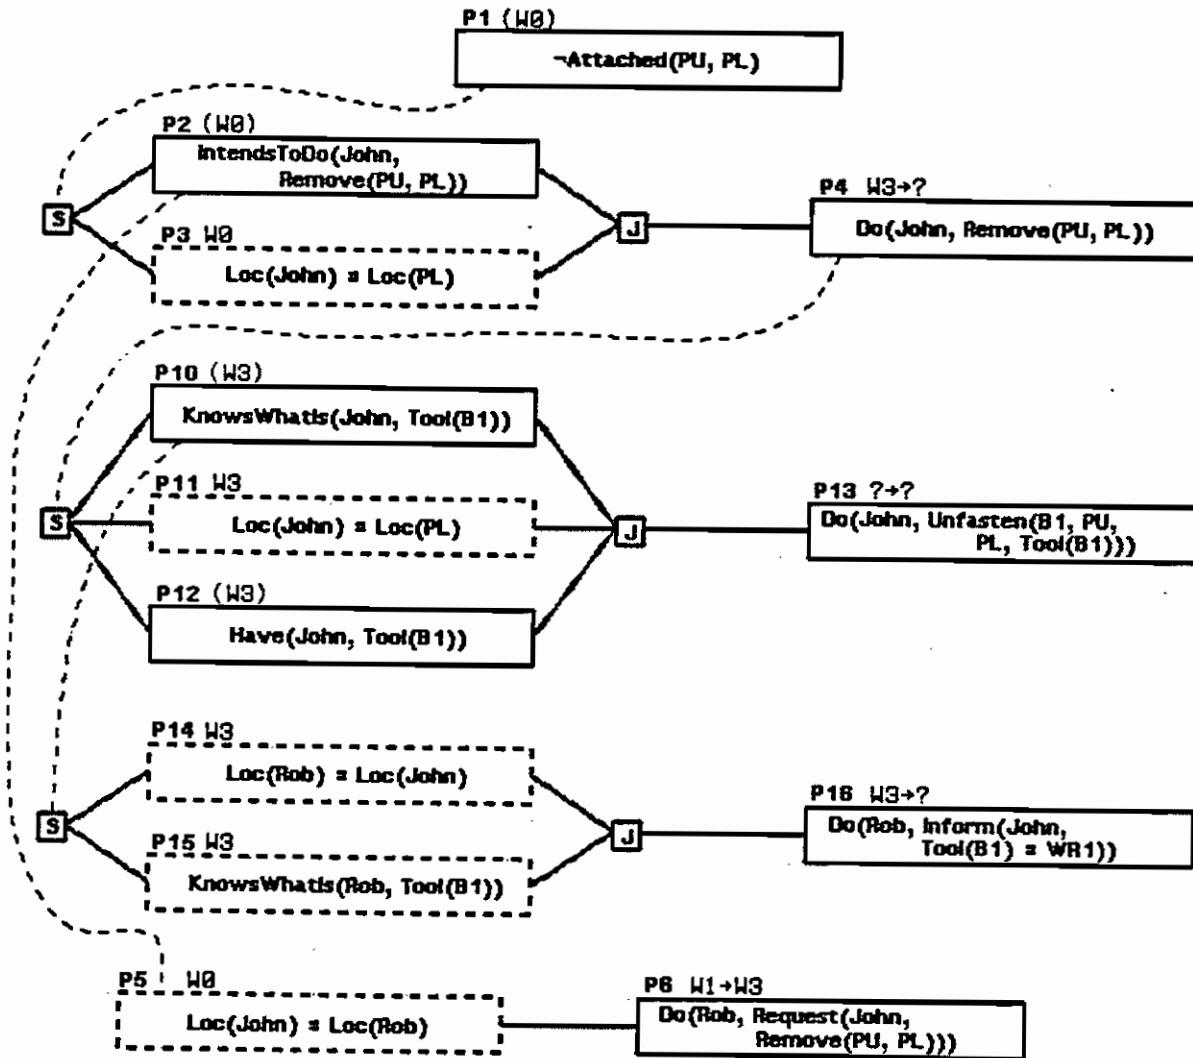 P1 (W0)
¬Attached(PU, PL)
P2 (W0)
IntendsToDo(John,
Remove(PU, PL))
S
P3 W0
Loc(John) = Loc(PL)
J
P4 W3→?
Do(John, Remove(PU, PL))
P10 (W3)
KnowsWhatIs(John, Tool(B1))
S
P11 W3
Loc(John) = Loc(PL)
P12 (W3)
Have(John, Tool(B1))
J
P13 ?→?
Do(John, Unfasten(B1, PU,
PL, Tool(B1)))
P14 W3
Loc(Rob) = Loc(John)
S
P15 W3
KnowsWhatIs(Rob, Tool(B1))
J
P16 W3→?
Do(Rob, Inform(John,
Tool(B1) = WR1))
P5 W0
Loc(John) = Loc(Rob)
P6 W1→W3
Do(Rob, Request(John,
Remove(PU, PL)))